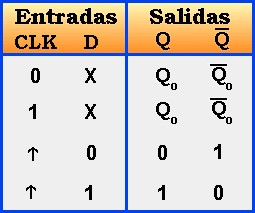 Entradas Salidas
CLK D Q Q̅
0 X Q₀ Q̅₀
1 X Q₀ Q̅₀
↑ 0 0 1
↑ 1 1 0